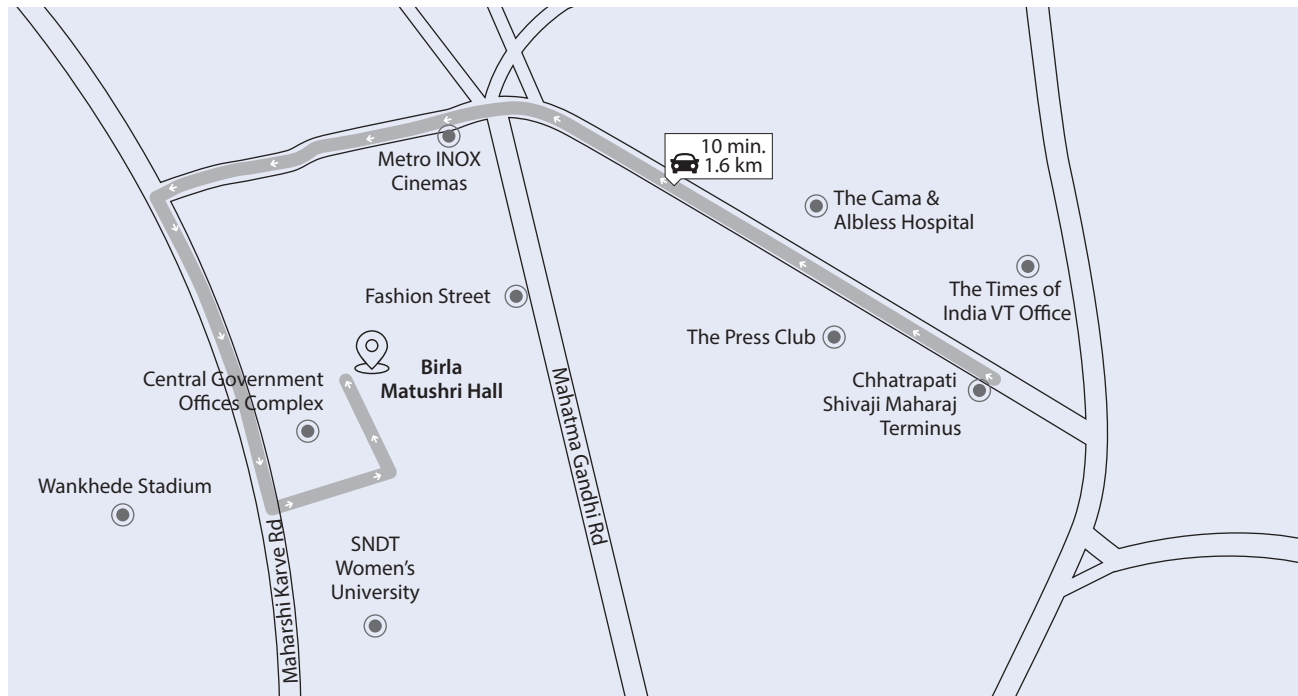 10 min.
1.6 km
Metro INOX
Cinemas
The Cama &
Albless Hospital
Fashion Street
The Times of
India VT Office
The Press Club
Birla
Matushri Hall
Central Government
Offices Complex
Chhatrapati
Shivaji Maharaj
Terminus
Mahatma Gandhi Rd
Wankhede Stadium
Maharshi Karve Rd
SNDT
Women's
University